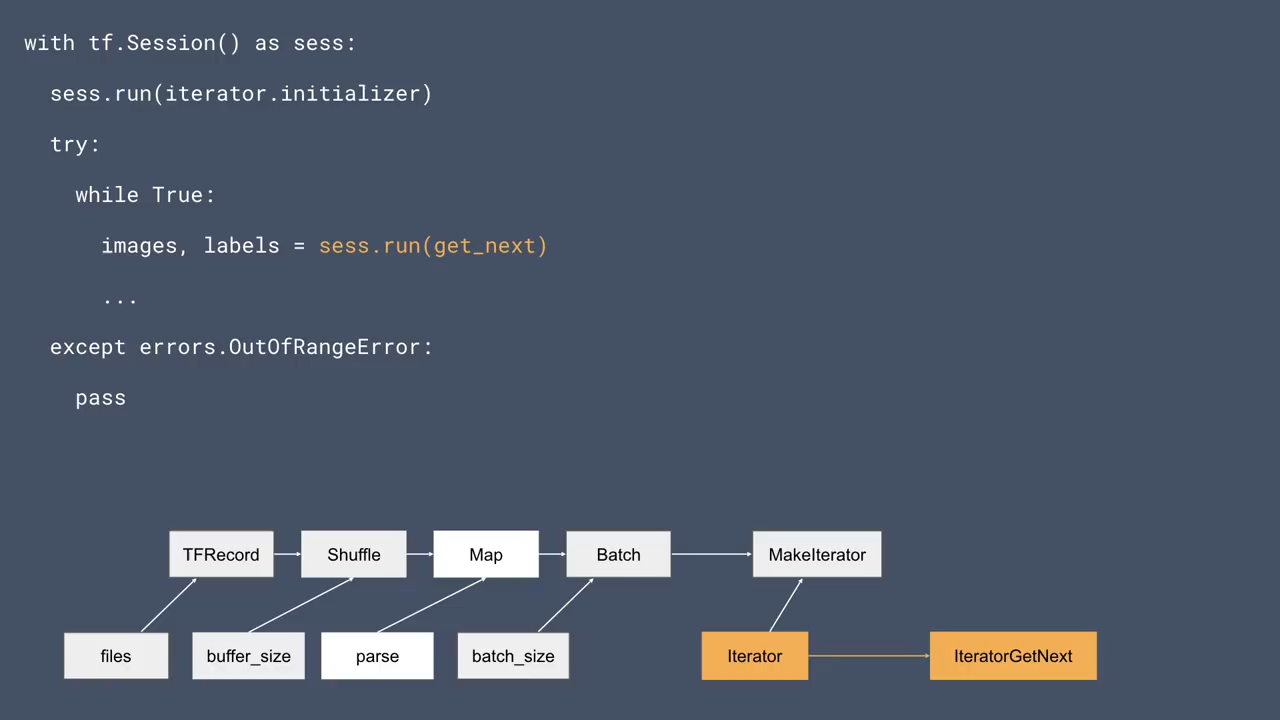 with tf.Session() as sess:
sess.run(iterator.initializer)
try:
while True:
images, labels = sess.run(get_next)
...
except errors.OutOfRangeError:
pass
TFRecord
Shuffle
Map
Batch
MakeIterator
files
buffer_size
parse
batch_size
Iterator
IteratorGetNext